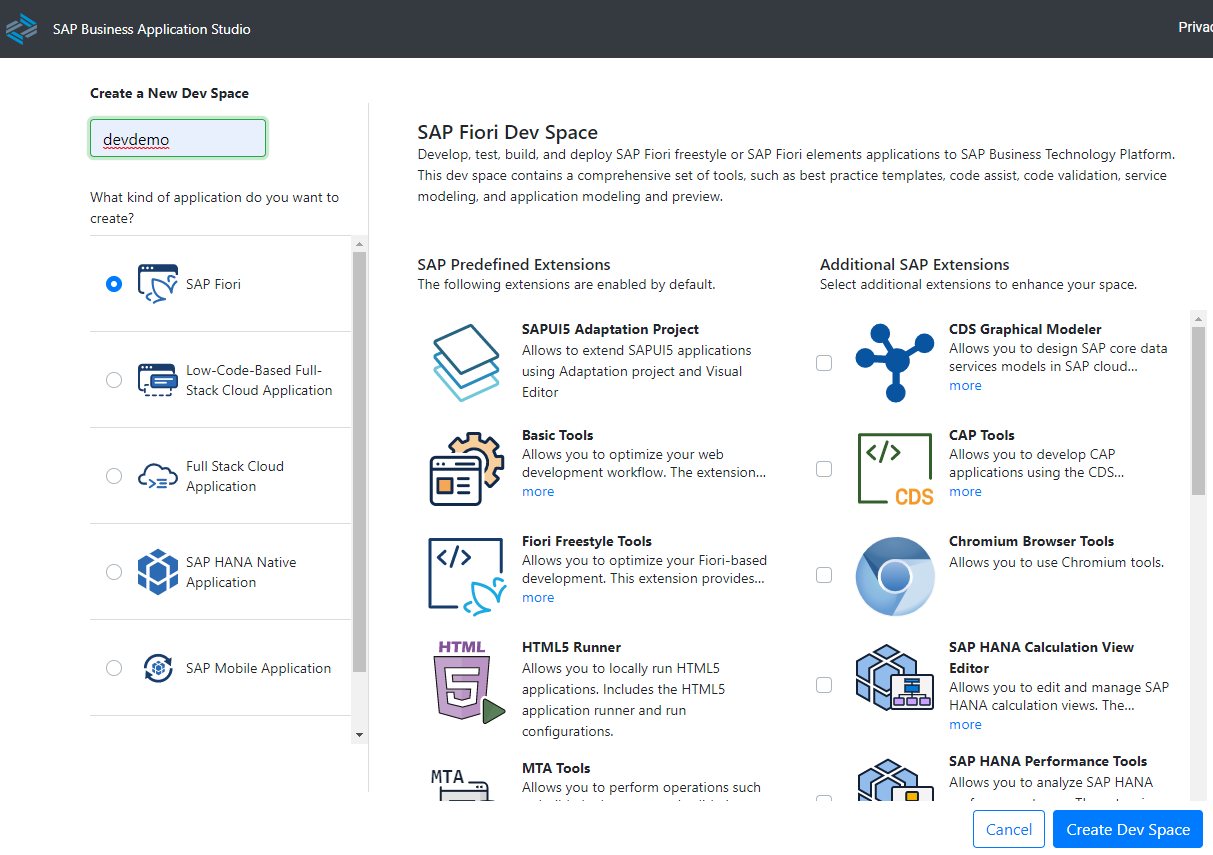 SAP Business Application Studio
Privac
Create a New Dev Space
devdemo
What kind of application do you want to
create?
SAP Fiori
Low-Code-Based Full-
Stack Cloud Application
Full Stack Cloud
Application
SAP HANA Native
Application
SAP Mobile Application
SAP Fiori Dev Space
Develop, test, build, and deploy SAP Fiori freestyle or SAP Fiori elements applications to SAP Business Technology Platform.
This dev space contains a comprehensive set of tools, such as best practice templates, code assist, code validation, service
modeling, and application modeling and preview.
SAP Predefined Extensions
The following extensions are enabled by default.
SAPUI5 Adaptation Project
Allows to extend SAPUI5 applications
using Adaptation project and Visual
Editor
Basic Tools
Allows you to optimize your web
development workflow. The extension...
more
</>
Fiori Freestyle Tools
Allows you to optimize your Fiori-based
development. This extension provides...
more
HTML
5
HTML5 Runner
Allows you to locally run HTML5
applications. Includes the HTML5
application runner and run
configurations.
MTA
MTA Tools
Allows you to perform operations such
Additional SAP Extensions
Select additional extensions to enhance your space.
CDS Graphical Modeler
Allows you to design SAP core data
services models in SAP cloud...
more
</>
CDS
CAP Tools
Allows you to develop CAP
applications using the CDS...
more
Chromium Browser Tools
Allows you to use Chromium tools.
SAP HANA Calculation View
Editor
Allows you to edit and manage SAP
HANA calculation views. The...
more
SAP HANA Performance Tools
Allows you to analyze SAP HANA
Cancel
Create Dev Space